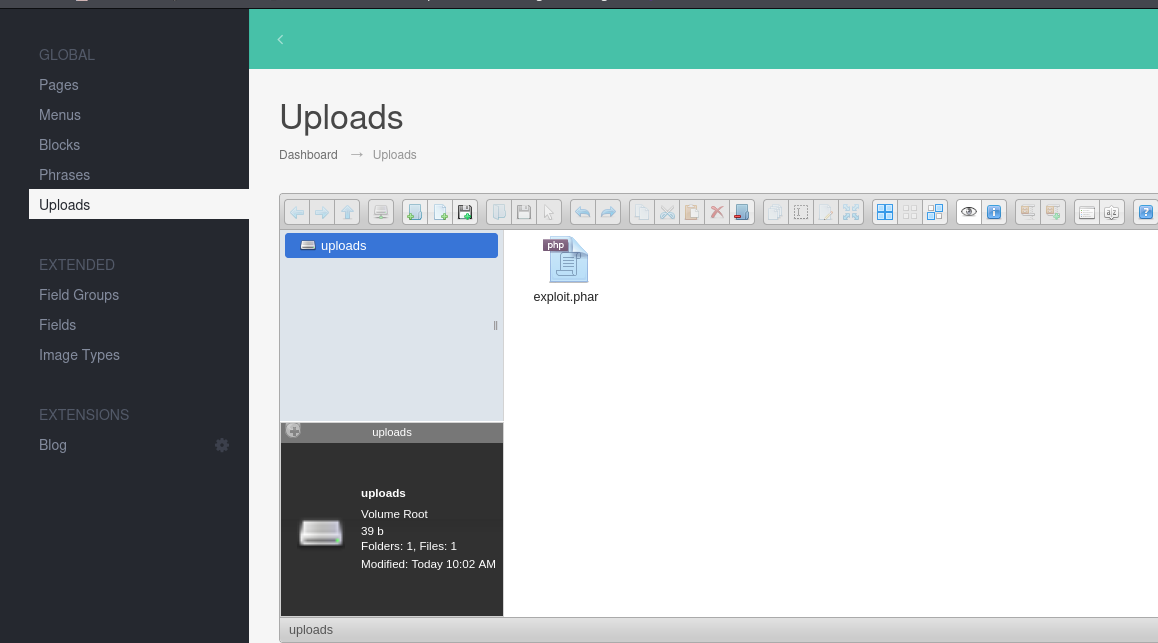 GLOBAL
Pages
Menus
Blocks
Phrases
Uploads
EXTENDED
Field Groups
Fields
Image Types
EXTENSIONS
Blog
Uploads
Dashboard → Uploads
uploads
php
exploit.phar
uploads
uploads
Volume Root
39 b
Folders: 1, Files: 1
Modified: Today 10:02 AM
uploads